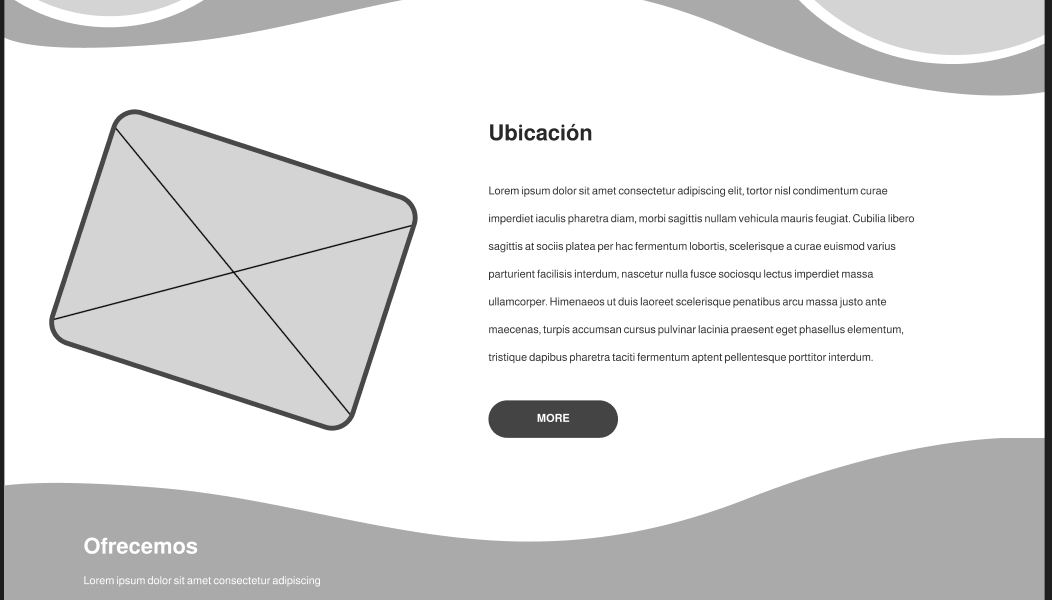 Ubicación
Lorem ipsum dolor sit amet consectetur adipiscing elit, tortor nisl condimentum curae
imperdiet iaculis pharetra diam, morbi sagittis nullam vehicula mauris feugiat. Cubilia libero
sagittis at sociis platea per hac fermentum lobortis, scelerisque a curae euismod varius
parturient facilisis interdum, nascetur nulla fusce sociosqu lectus imperdiet massa
ullamcorper. Himenaeos ut duis laoreet scelerisque penatibus arcu massa justo ante
maecenas, turpis accumsan cursus pulvinar lacinia praesent eget phasellus elementum,
tristique dapibus pharetra taciti fermentum aptent pellentesque porttitor interdum.
MORE
Ofrecemos
Lorem ipsum dolor sit amet consectetur adipiscing